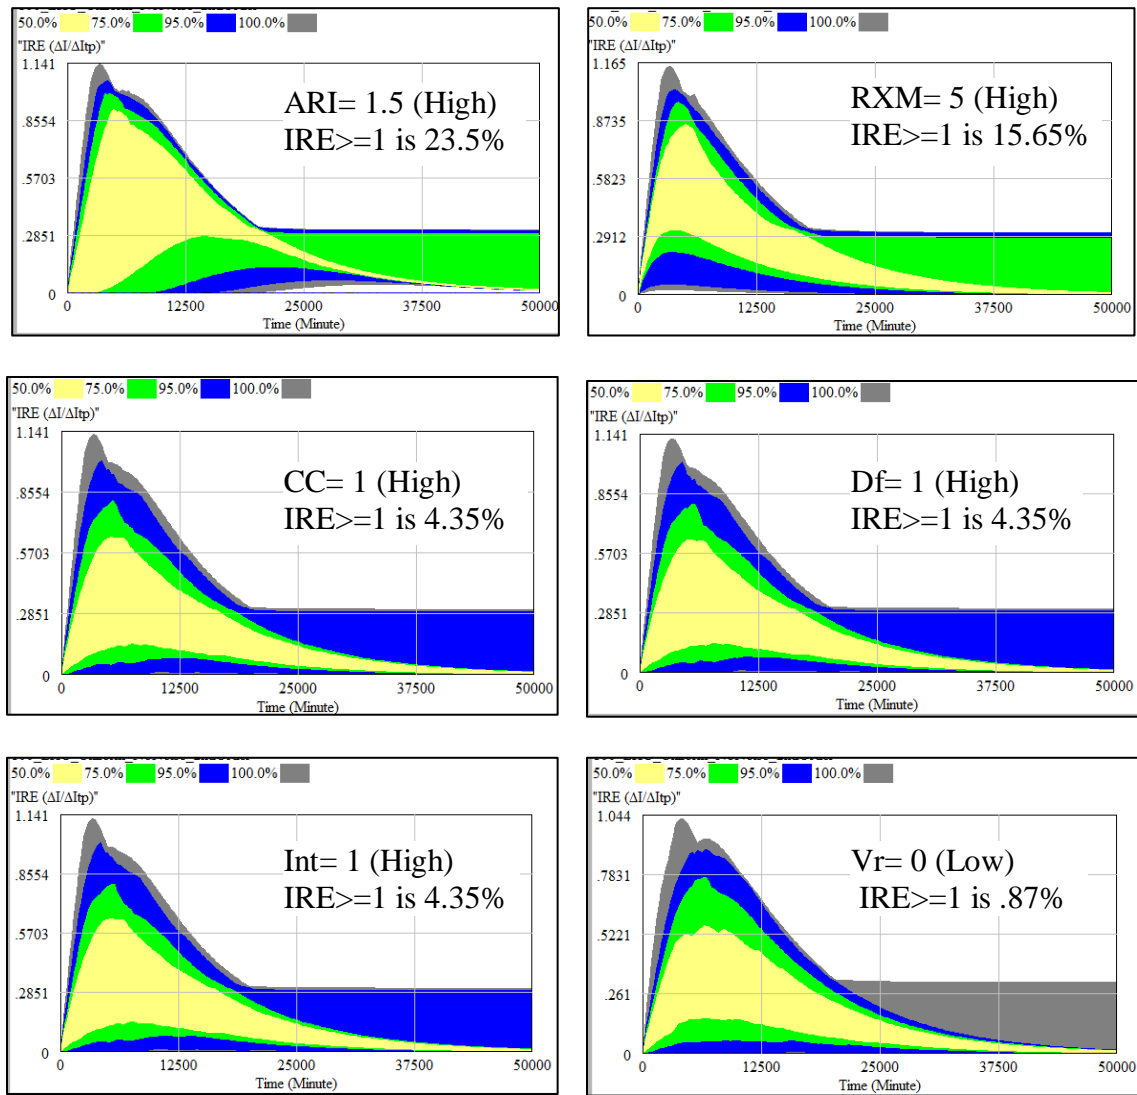 50.0% 75.0% 95.0% 100.0%
"IRE (ΔI/ΔItp)"
1.141
.8554
.5703
.2851
0
ARI= 1.5 (High)
IRE>=1 is 23.5%
0 12500 25000 37500 50000
Time (Minute)
50.0% 75.0% 95.0% 100.0%
"IRE (ΔI/ΔItp)"
1.165
.8735
.5823
.2912
0
RXM= 5 (High)
IRE>=1 is 15.65%
0 12500 25000 37500 50000
Time (Minute)
50.0% 75.0% 95.0% 100.0%
"IRE (ΔI/ΔItp)"
1.141
.8554
.5703
.2851
0
CC= 1 (High)
IRE>=1 is 4.35%
0 12500 25000 37500 50000
Time (Minute)
50.0% 75.0% 95.0% 100.0%
"IRE (ΔI/ΔItp)"
1.141
.8554
.5703
.2851
0
Df= 1 (High)
IRE>=1 is 4.35%
0 12500 25000 37500 50000
Time (Minute)
50.0% 75.0% 95.0% 100.0%
"IRE (ΔI/ΔItp)"
1.141
.8554
.5703
.2851
0
Int= 1 (High)
IRE>=1 is 4.35%
0 12500 25000 37500 50000
Time (Minute)
50.0% 75.0% 95.0% 100.0%
"IRE (ΔI/ΔItp)"
1.044
.7831
.5221
.261
0
Vr= 0 (Low)
IRE>=1 is .87%
0 12500 25000 37500 50000
Time (Minute)